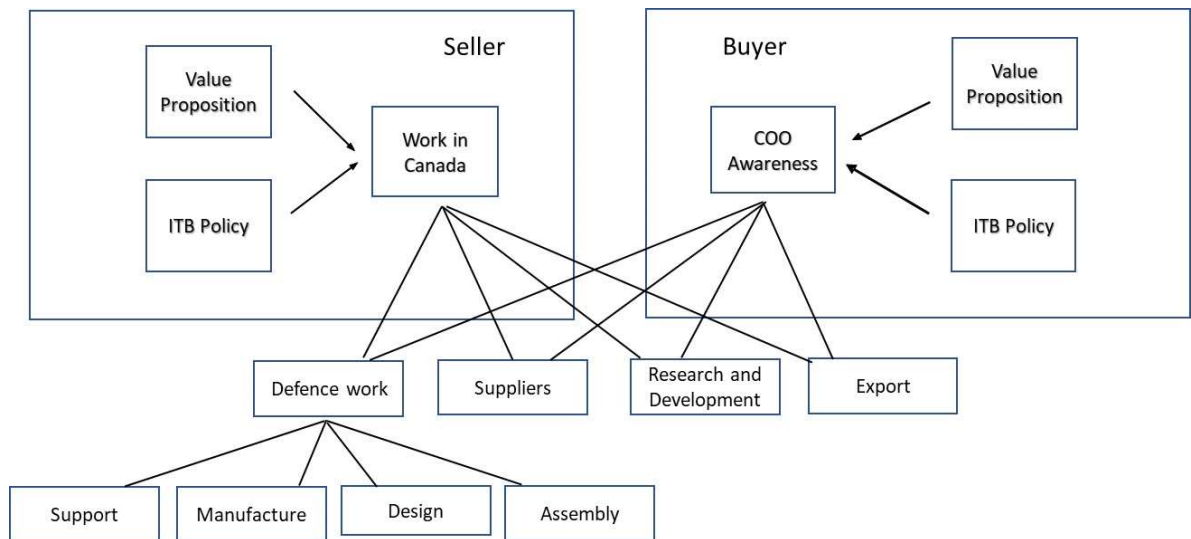 Seller
Value
Proposition
Work in
Canada
ITB Policy
Buyer
Value
Proposition
COO
Awareness
ITB Policy
Defence work
Suppliers
Research and
Development
Export
Support
Manufacture
Design
Assembly